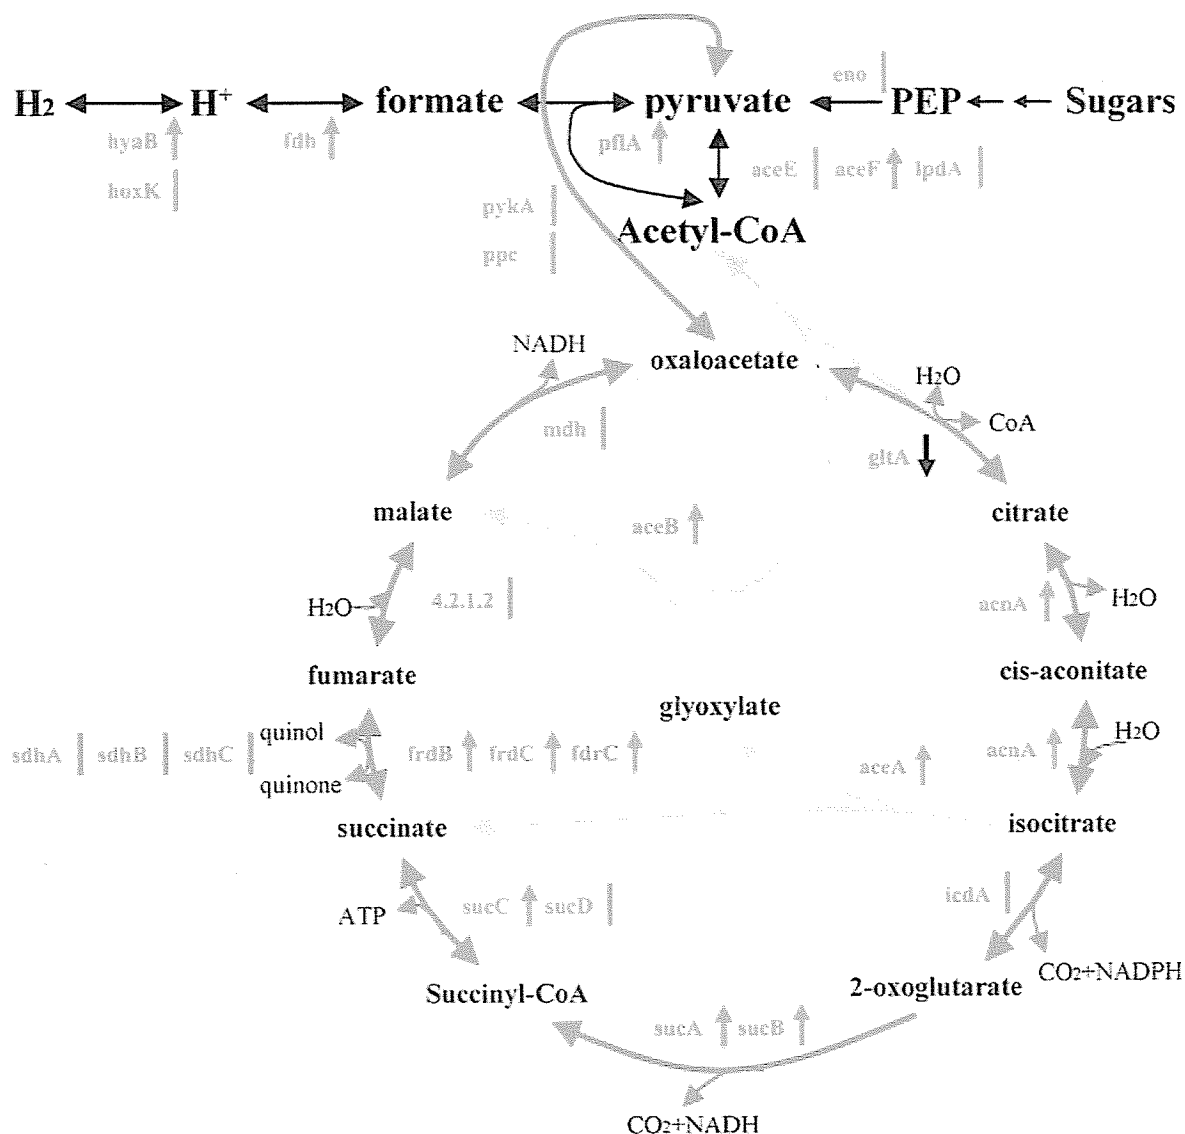 eno
H2 H+ formate pyruvate PEP Sugars
hyaB fdh pflA aceE aceF lpdA
hoxK
pykA
Acetyl-CoA
ppc
NADH
oxaloacetate
H2O
CoA
mdh
gltA
malate
citrate
aceB
H2O
4.2.1.2
acnA
H2O
fumarate
cis-aconitate
glyoxylate
sdhA sdhB sdhC
quinol
frdB frdC fdrC
aceA
acnA
H2O
quinone
succinate
isocitrate
ATP
sucC sucD
icdA
CO2+NADPH
Succinyl-CoA
2-oxoglutarate
sucA sucB
CO2+NADH